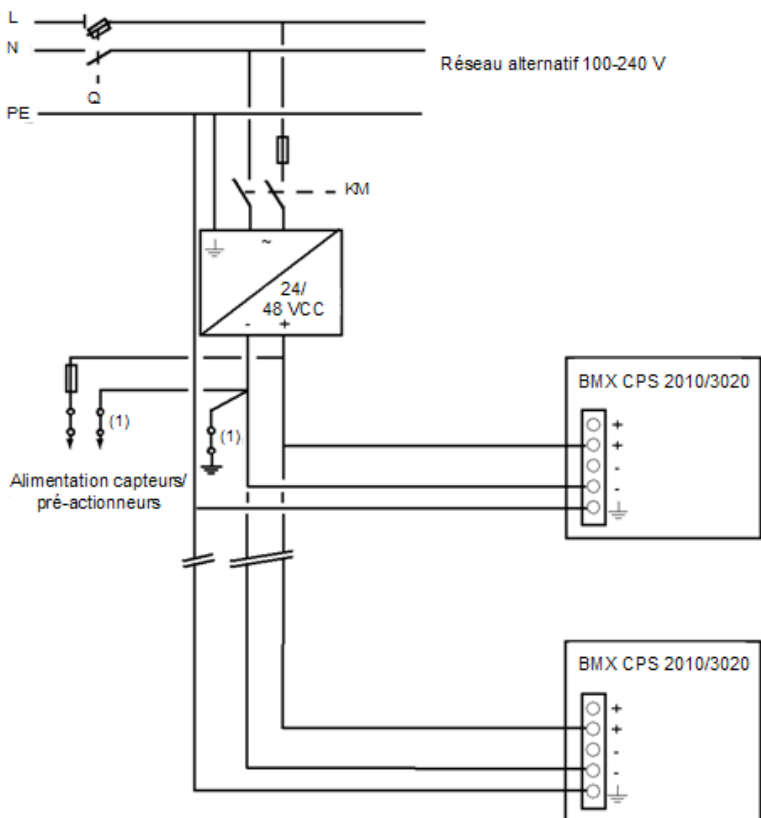 L
N
Réseau alternatif 100-240 V
Q
PE
KM
~
24/
48 VCC
- +
BMX CPS 2010/3020
+
+
-
-
(1)
(1)
Alimentation capteurs/
pré-actionneurs
BMX CPS 2010/3020
+
+
-
-